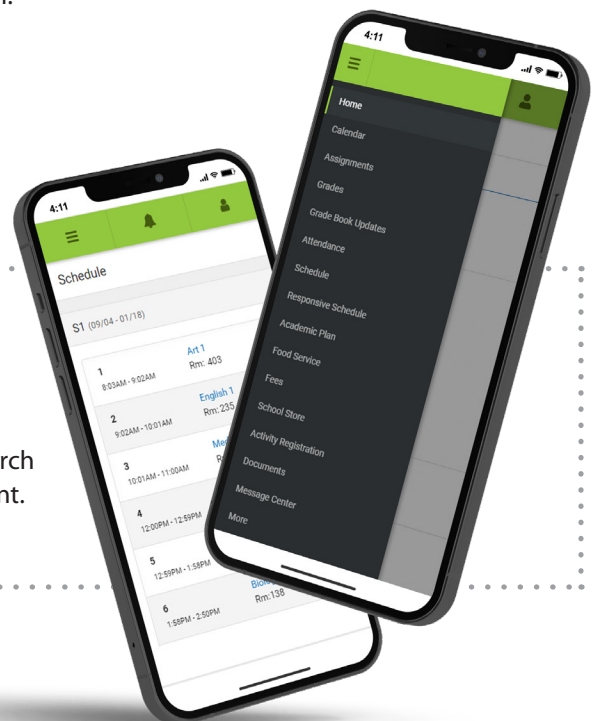 4:11
Home
Calendar
Assignments
Grades
Grade Book Updates
Attendance
Schedule
Responsive Schedule
Academic Plan
Food Service
Fees
School Store
Activity Registration
Documents
Message Center
More
4:11
Schedule
S1 (09/04 - 01/18)
1 Art 1
8:03AM - 9:02AM Rm: 403
2 English 1
9:02AM - 10:01AM Rm: 235
3
10:01AM - 11:00AM
4
12:00PM - 12:59PM
5
12:59PM - 1:58PM
6
1:58PM - 2:50PM Rm: 138